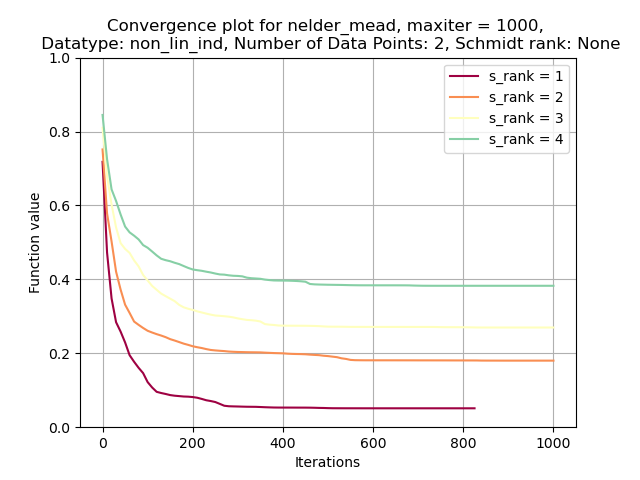 Convergence plot for nelder_mead, maxiter = 1000,
Datatype: non_lin_ind, Number of Data Points: 2, Schmidt rank: None
1.0
0.8
0.6
0.4
0.2
0.0
Function value
s_rank = 1
s_rank = 2
s_rank = 3
s_rank = 4
0 200 400 600 800 1000
Iterations